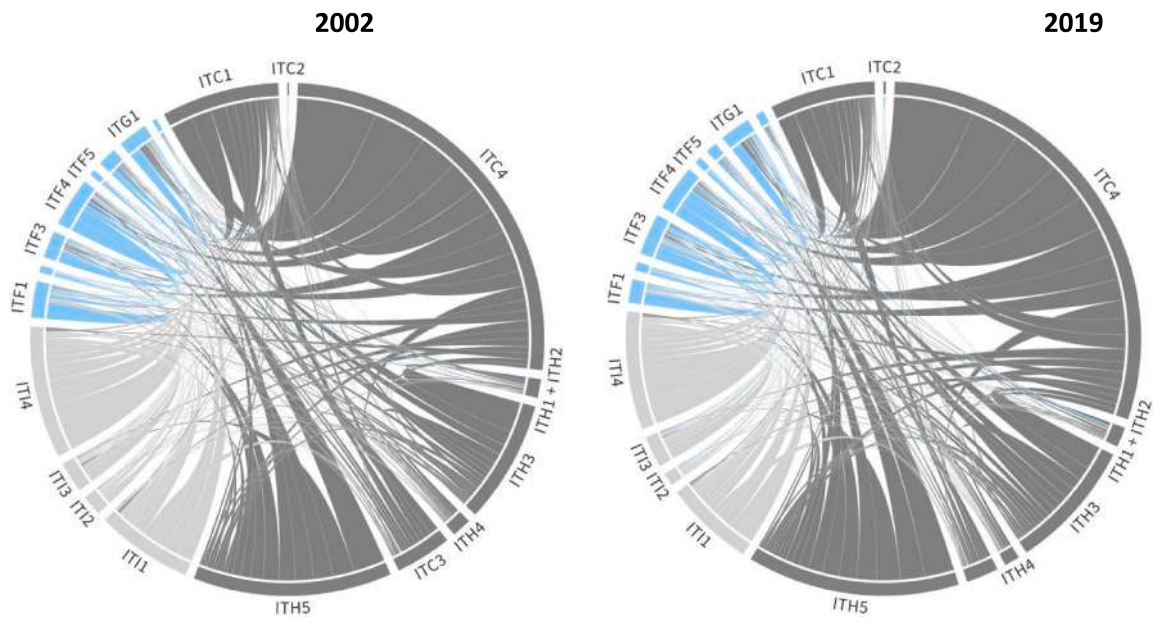 2002
2019
ITC1
ITC2
ITC4
ITH1 + ITH2
ITH3
ITH4
ITC3
ITH5
ITI1
ITI2
ITI3
ITI4
ITF1
ITF3
ITF4
ITF5
ITG1
ITC1
ITC2
ITC4
ITH1 + ITH2
ITH3
ITH4
ITH5
ITI1
ITI2
ITI3
ITI4
ITF1
ITF3
ITF4
ITF5
ITG1